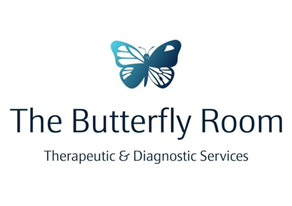 The Butterfly Room
Therapeutic & Diagnostic Services